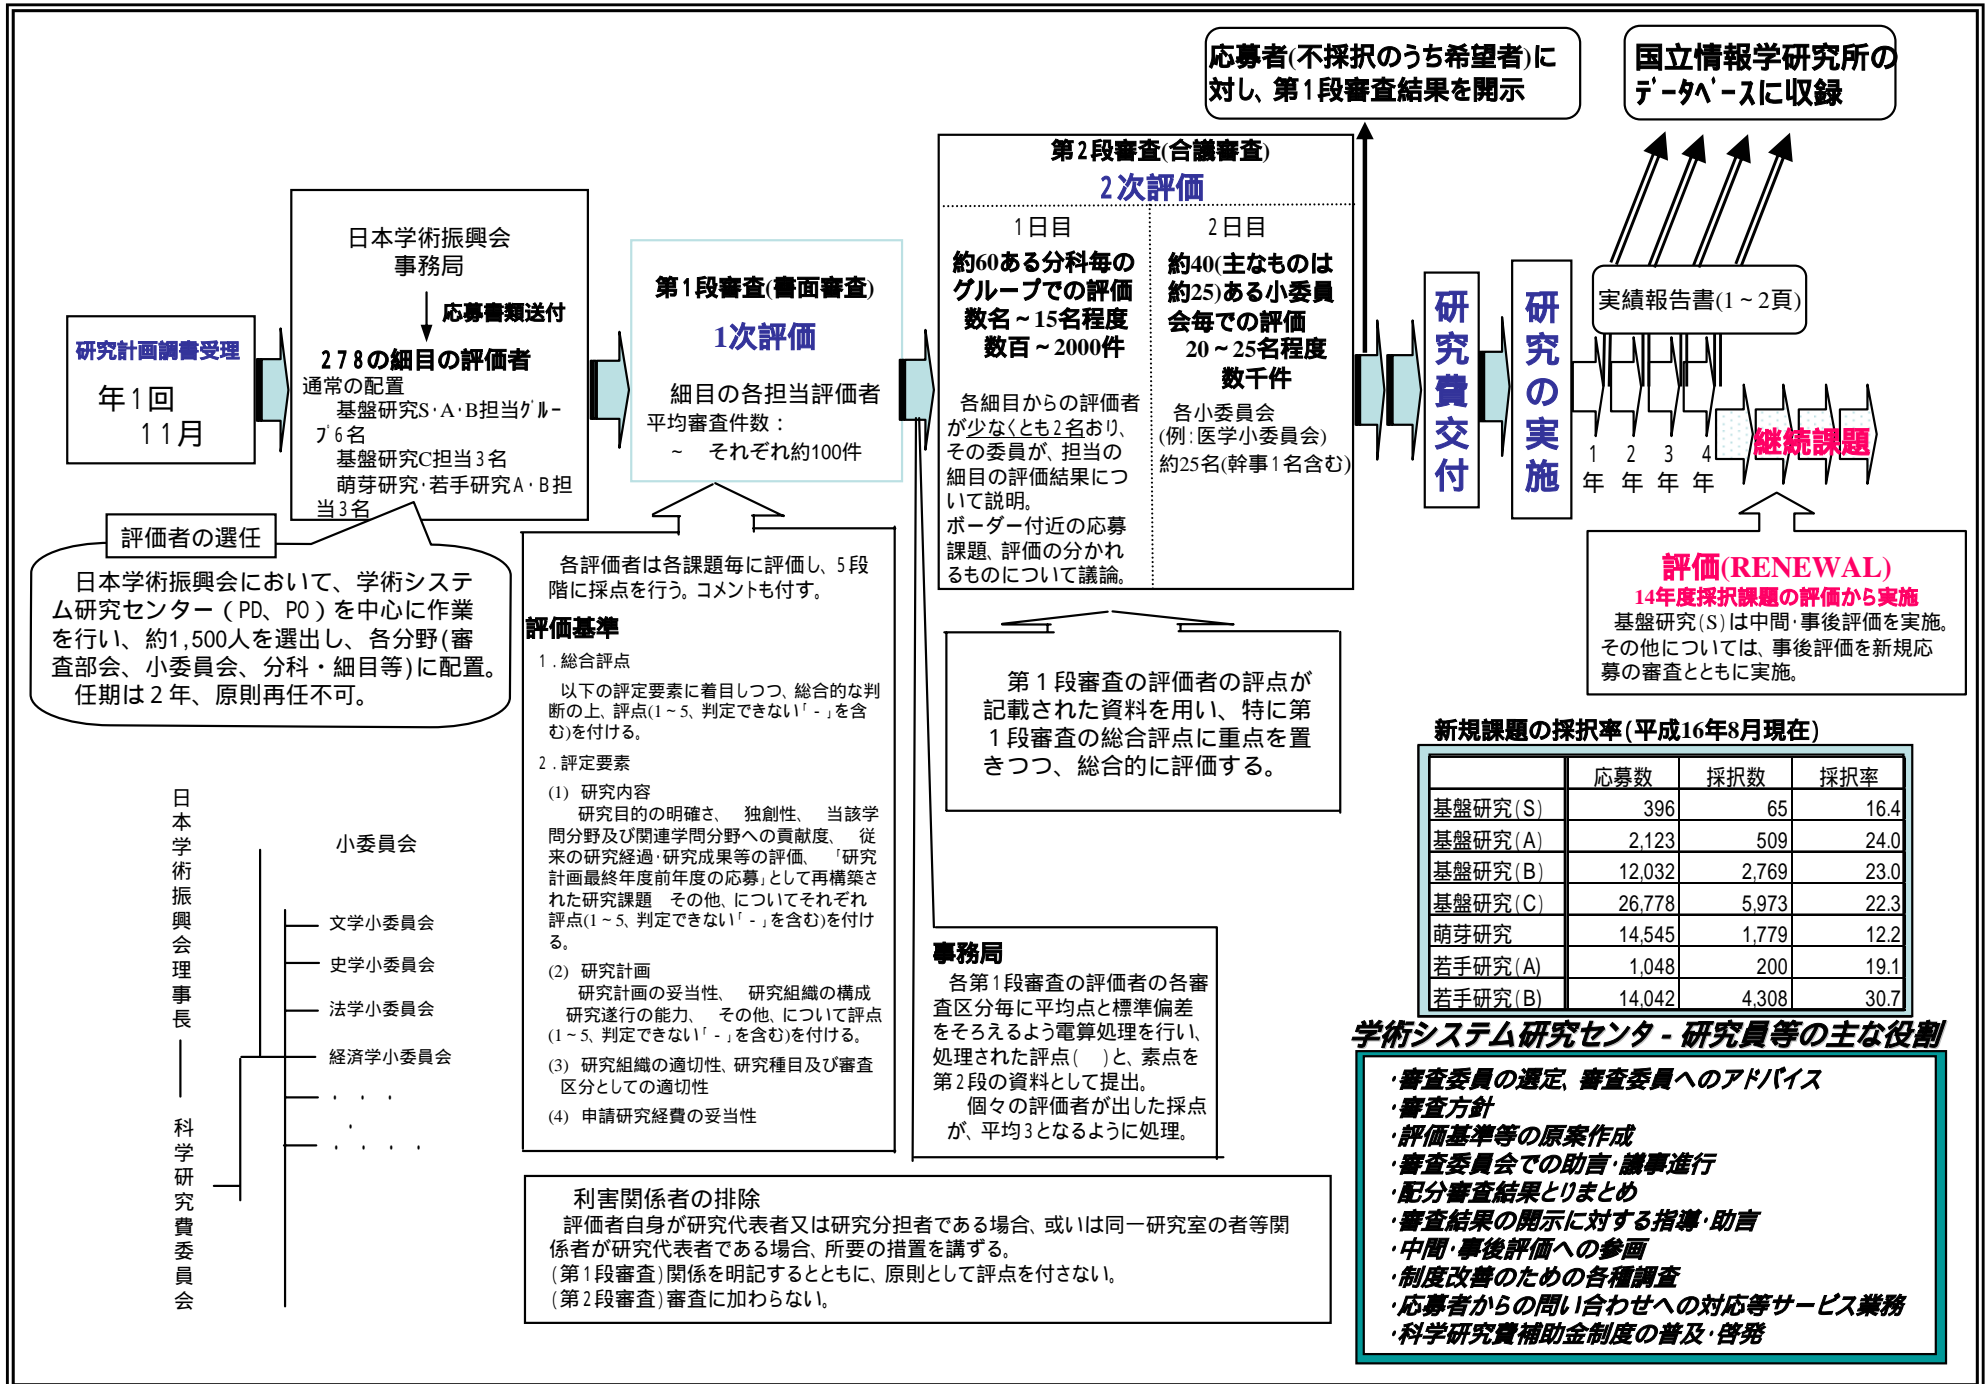 応募者(不採択のうち希望者)に
対し、第1段審査結果を開示
国立情報学研究所の
データベースに収録
研究計画調書受理
年1回
11月
日本学術振興会
事務局
応募書類送付
278の細目の評価者
通常の配置
基盤研究S・A・B担当グルー
プ6名
基盤研究C担当3名
萌芽研究・若手研究A・B担
当3名
評価者の選任
日本学術振興会において、学術システ
ム研究センター(PD、PO)を中心に作業
を行い、約1,500人を選出し、各分野(審
査部会、小委員会、分科・細目等)に配置。
任期は2年、原則再任不可。
第1段審査(書面審査)
1次評価
細目の各担当評価者
平均審査件数:
~ それぞれ約100件
各評価者は各課題毎に評価し、5段
階に採点を行う。コメントも付す。
評価基準
1.総合評点
以下の評定要素に着目しつつ、総合的な判
断の上、評点(1~5、判定できない「-」を含
む)を付ける。
2.評定要素
(1) 研究内容
研究目的の明確さ、 独創性、 当該学
問分野及び関連学問分野への貢献度、 従
来の研究経過・研究成果等の評価、 「研究
計画最終年度前年度の応募」として再構築さ
れた研究課題 その他、についてそれぞれ
評点(1~5、判定できない「-」を含む)を付け
る。
(2) 研究計画
研究計画の妥当性、 研究組織の構成
研究遂行の能力、 その他、について評点
(1~5、判定できない「-」を含む)を付ける。
(3) 研究組織の適切性、研究種目及び審査
区分としての適切性
(4) 申請研究経費の妥当性
第2段審査(合議審査)
2次評価
1日目
約60ある分科毎の
グループでの評価
数名~15名程度
数百~2000件
各細目からの評価者
が少なくとも2名おり、
その委員が、担当の
細目の評価結果につ
いて説明。
ボーダー付近の応募
課題、評価の分かれ
るものについて議論。
2日目
約40(主なものは
約25)ある小委員
会毎での評価
20~25名程度
数千件
各小委員会
(例:医学小委員会)
約25名(幹事1名含む)
第1段審査の評価者の評点が
記載された資料を用い、特に第
1段審査の総合評点に重点を置
きつつ、総合的に評価する。
事務局
各第1段審査の評価者の各審
査区分毎に平均点と標準偏差
をそろえるよう電算処理を行い、
処理された評点( )と、素点を
第2段の資料として提出。
個々の評価者が出した採点
が、平均3となるように処理。
研究費交付
研究の実施
実績報告書(1~2頁)
1年
2年
3年
4年
継続課題
評価(RENEWAL)
14年度採択課題の評価から実施
基盤研究(S)は中間・事後評価を実施。
その他については、事後評価を新規応
募の審査とともに実施。
新規課題の採択率(平成16年8月現在)
応募数 採択数 採択率
基盤研究(S) 396 65 16.4
基盤研究(A) 2,123 509 24.0
基盤研究(B) 12,032 2,769 23.0
基盤研究(C) 26,778 5,973 22.3
萌芽研究 14,545 1,779 12.2
若手研究(A) 1,048 200 19.1
若手研究(B) 14,042 4,308 30.7
学術システム研究センター研究員等の主な役割
・審査委員の選定、審査委員へのアドバイス
・審査方針
・評価基準等の原案作成
・審査委員会での助言・議事進行
・配分審査結果とりまとめ
・審査結果の開示に対する指導・助言
・中間・事後評価への参画
・制度改善のための各種調査
・応募者からの問い合わせへの対応等サービス業務
・科学研究費補助金制度の普及・啓発
日本学術振興会理事長
科学研究費委員会
小委員会
文学小委員会
史学小委員会
法学小委員会
経済学小委員会
・ ・ ・
・
・ ・ ・ ・
利害関係者の排除
評価者自身が研究代表者又は研究分担者である場合、或いは同一研究室の者等関
係者が研究代表者である場合、所要の措置を講ずる。
(第1段審査)関係を明記するとともに、原則として評点を付さない。
(第2段審査)審査に加わらない。